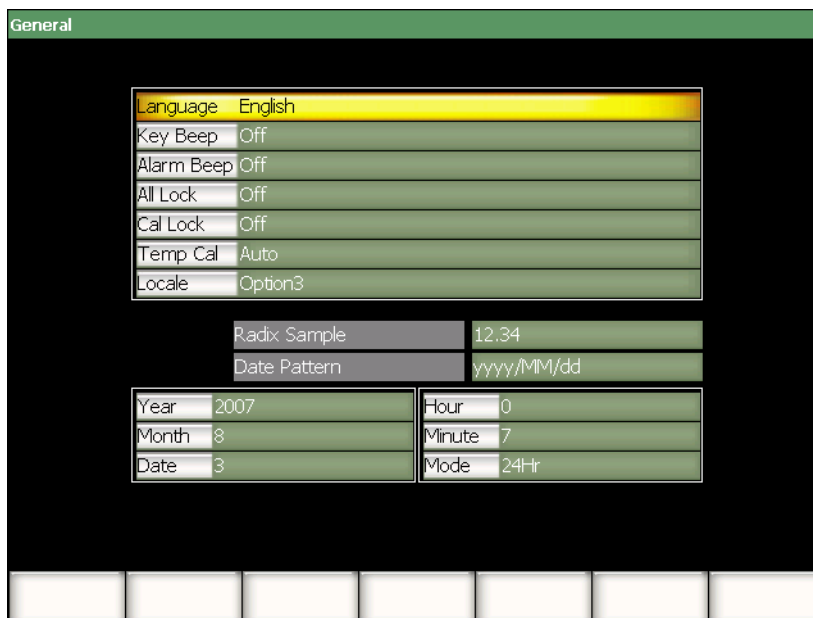 General
Language English
Key Beep Off
Alarm Beep Off
All Lock Off
Cal Lock Off
Temp Cal Auto
Locale Option3
Radix Sample 12.34
Date Pattern yyyy/MM/dd
Year 2007 Hour 0
Month 8 Minute 7
Date 3 Mode 24Hr